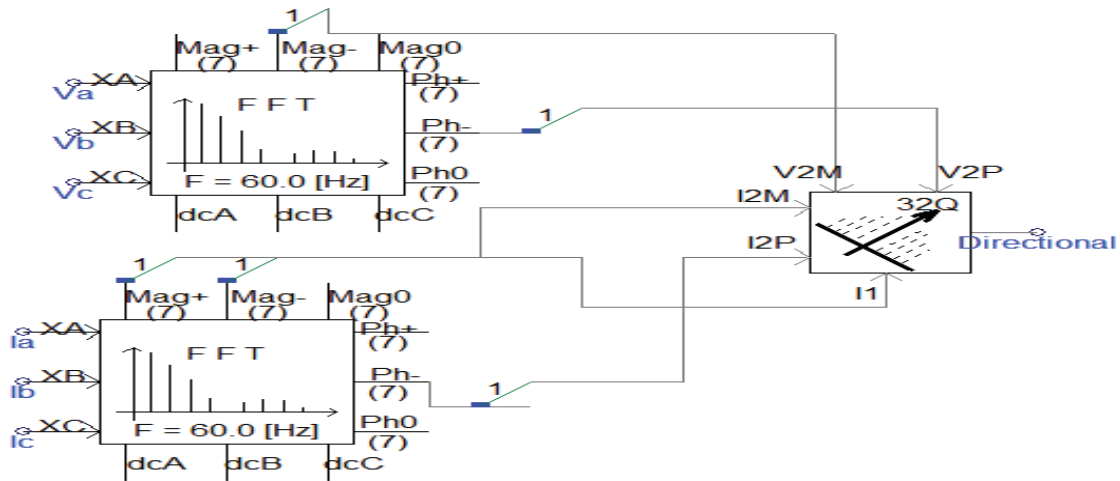 1
Mag+ Mag- Mag0
(7) (7) (7)
Va XA Ph+
(7)
F F T
1
Vb XB Ph-
(7)
Vc XC Ph0
F = 60.0 [Hz] (7)
dcA dcB dcC
V2M V2P
I2M 32Q
I2P Directional
I1
1 1
Mag+ Mag- Mag0
(7) (7) (7)
Ia XA Ph+
(7)
F F T
Ib XB Ph-
(7)
1
Ic XC Ph0
F = 60.0 [Hz] (7)
dcA dcB dcC